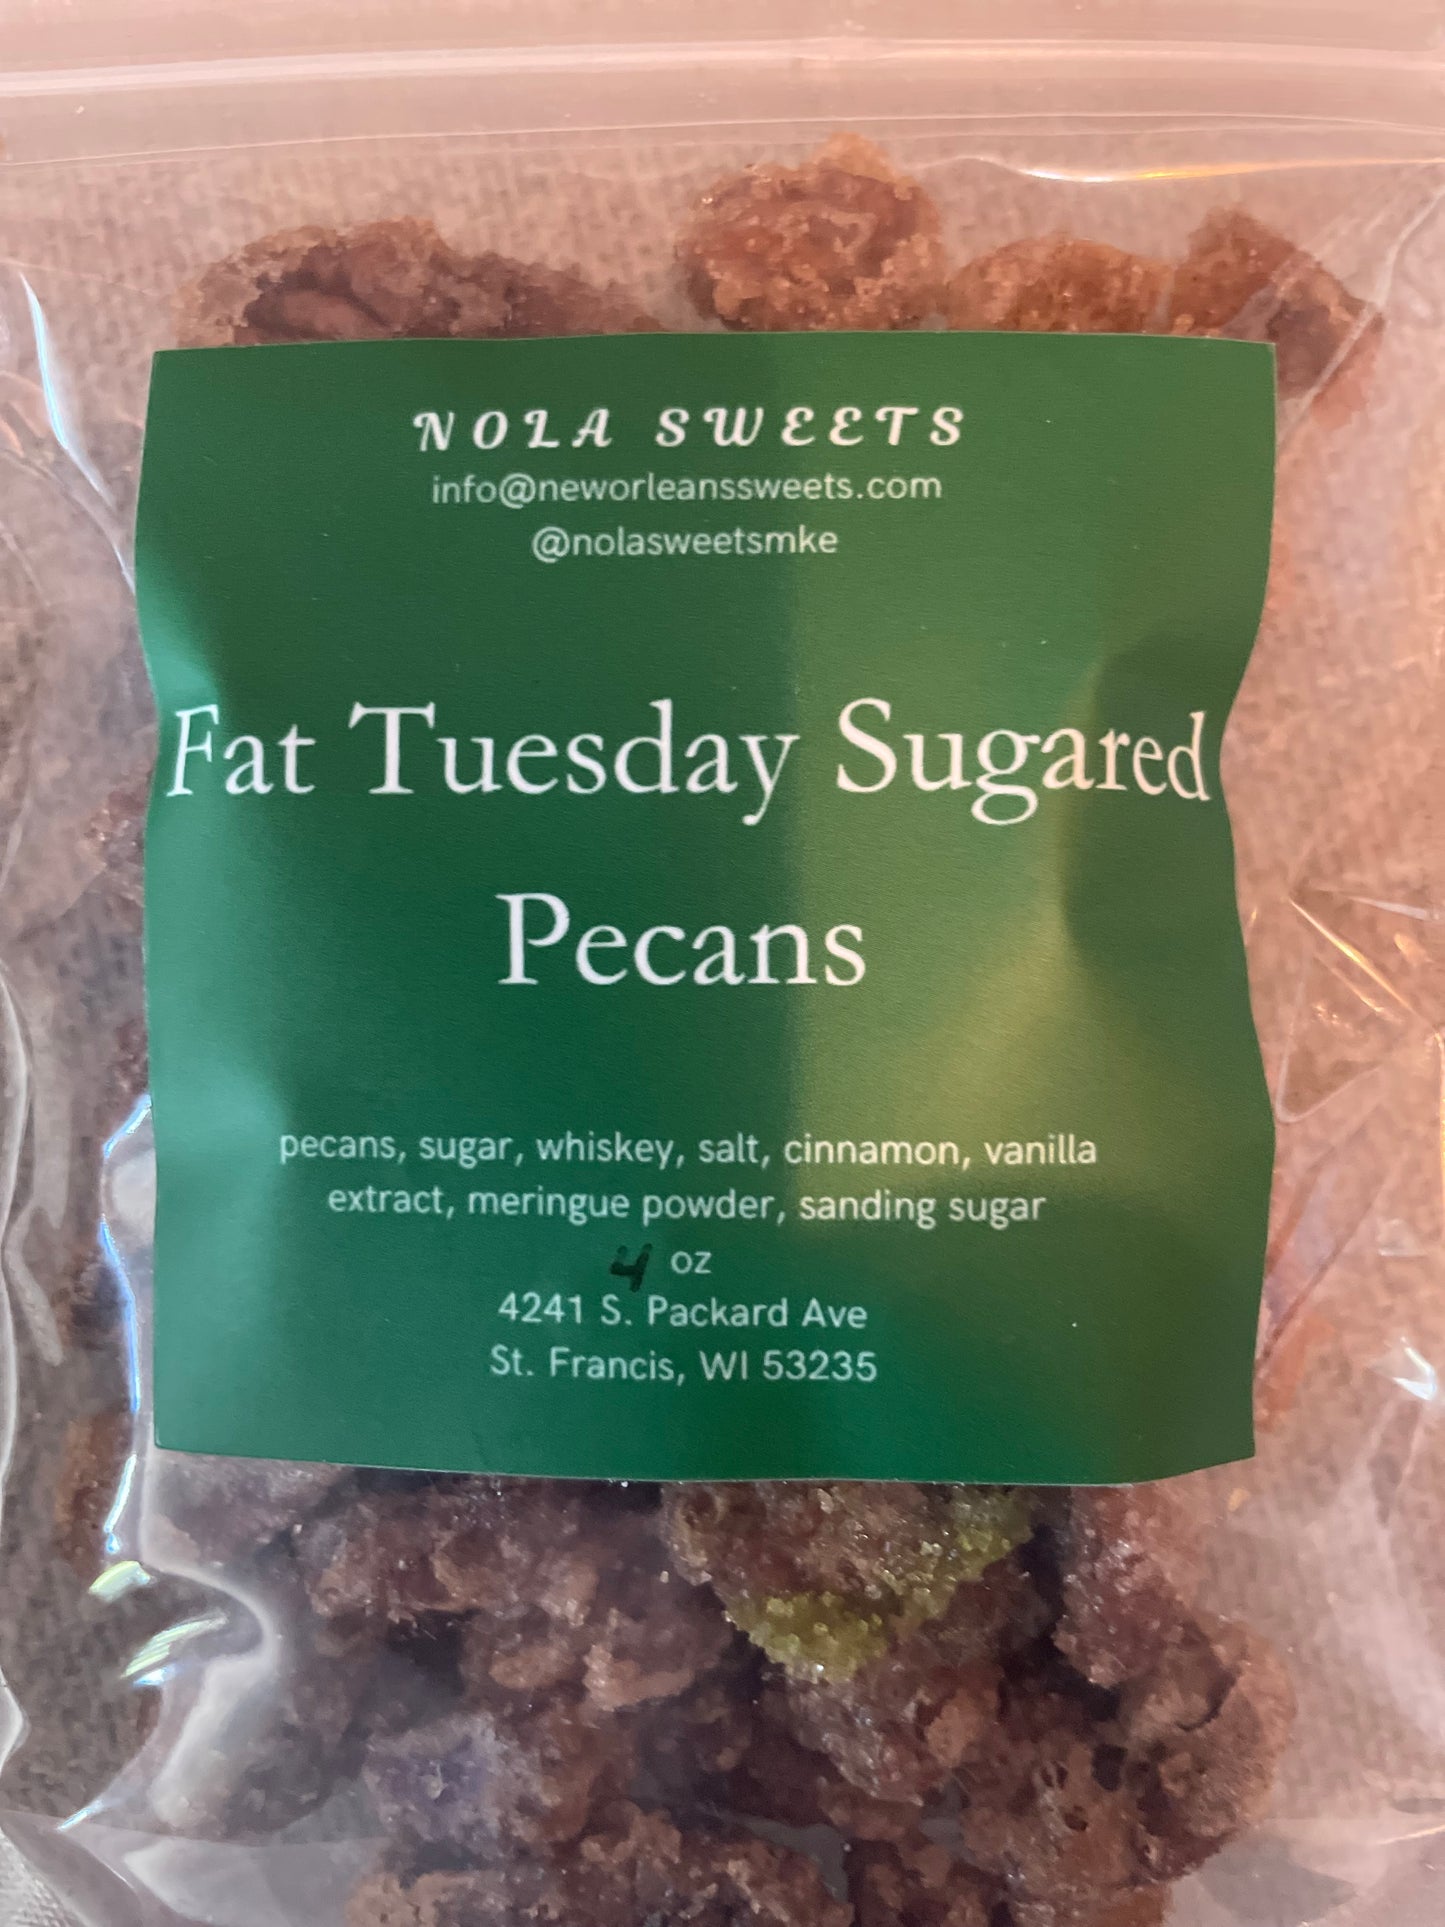 NOLA SWEETS
info@neworleanssweets.com
@nolasweetsmke
Fat Tuesday Sugared
Pecans
pecans, sugar, whiskey, salt, cinnamon, vanilla
extract, meringue powder, sanding sugar
4 oz
4241 S. Packard Ave
St. Francis, WI 53235